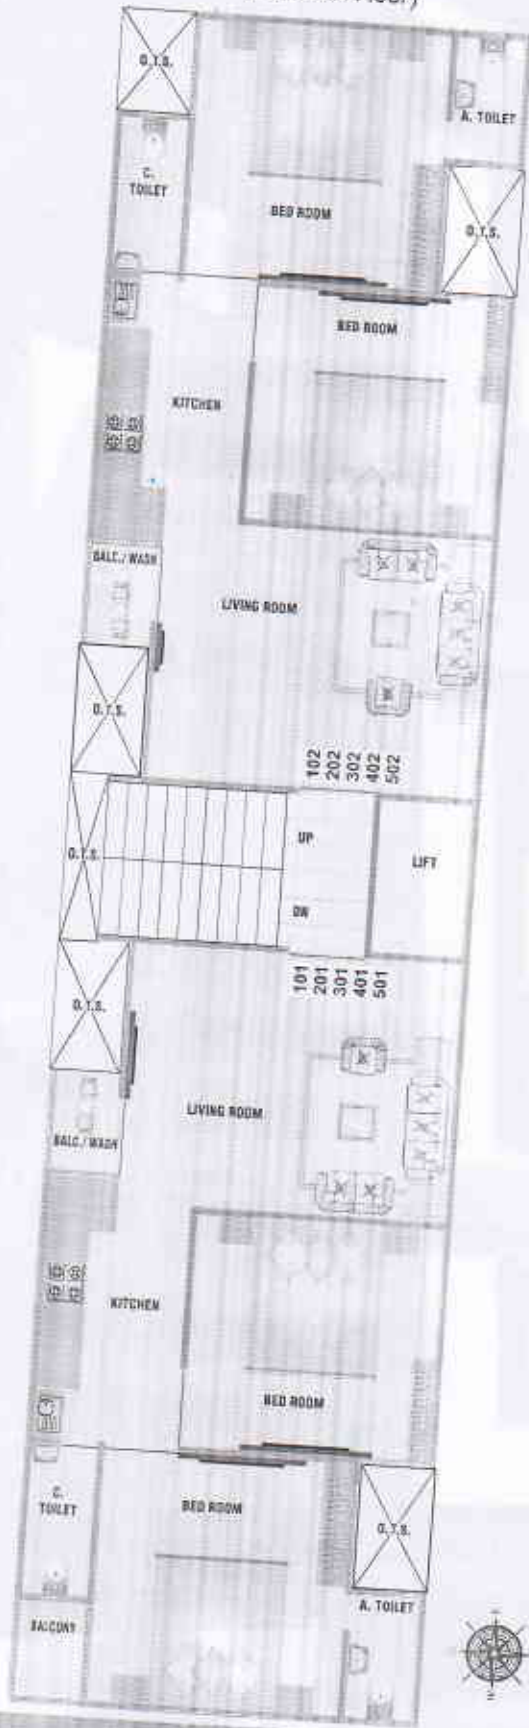 O.T.S.
A. TOILET
C.
TOILET
BED ROOM
O.T.S.
BED ROOM
KITCHEN
BALC./ WASH
LIVING ROOM
O.T.S.
102
202
302
402
502
UP
LIFT
O.T.S.
DN
101
201
301
401
501
O.T.S.
LIVING ROOM
BALC./ WASH
KITCHEN
BED ROOM
C.
TOILET
BED ROOM
O.T.S.
A. TOILET
BALCONY